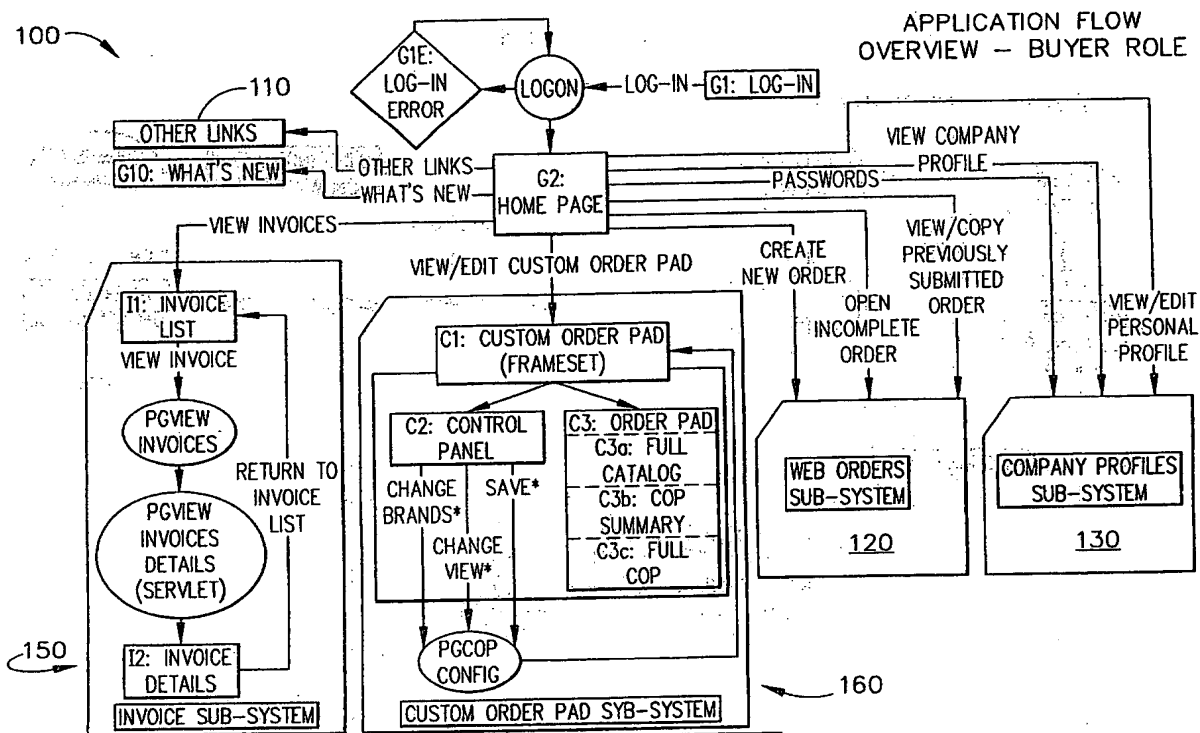 100
APPLICATION FLOW
OVERVIEW – BUYER ROLE
G1E:
LOG-IN
ERROR
LOGON
LOG-IN
G1: LOG-IN
110
OTHER LINKS
G10: WHAT'S NEW
OTHER LINKS
WHAT'S NEW
G2:
HOME PAGE
VIEW COMPANY
PROFILE
PASSWORDS
VIEW INVOICES
VIEW/EDIT CUSTOM ORDER PAD
CREATE
NEW ORDER
OPEN
INCOMPLETE
ORDER
VIEW/COPY
PREVIOUSLY
SUBMITTED
ORDER
VIEW/EDIT
PERSONAL
PROFILE
I1: INVOICE
LIST
VIEW INVOICE
PGVIEW
INVOICES
PGVIEW
INVOICES
DETAILS
(SERVLET)
RETURN TO
INVOICE
LIST
I2: INVOICE
DETAILS
150
INVOICE SUB-SYSTEM
C1: CUSTOM ORDER PAD
(FRAMESET)
C2: CONTROL
PANEL
C3: ORDER PAD
C3a: FULL
CATALOG
C3b: COP
SUMMARY
C3c: FULL
COP
CHANGE
BRANDS*
CHANGE
VIEW*
SAVE*
PGCOP
CONFIG
160
CUSTOM ORDER PAD SYB-SYSTEM
WEB ORDERS
SUB-SYSTEM
120
COMPANY PROFILES
SUB-SYSTEM
130